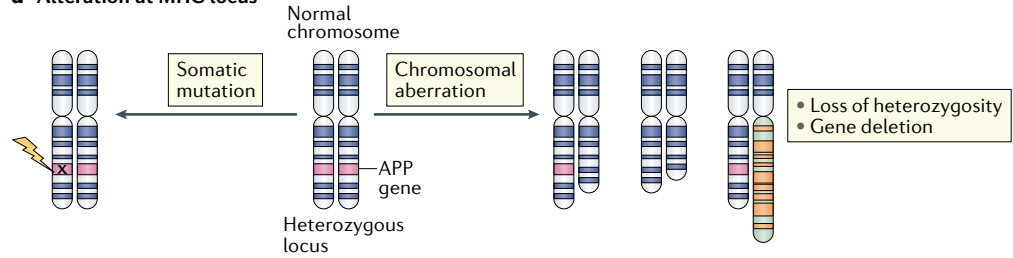 a Alteration at MHC locus
Normal
chromosome
Somatic
mutation
Chromosomal
aberration
• Loss of heterozygosity
• Gene deletion
X
APP
gene
Heterozygous
locus